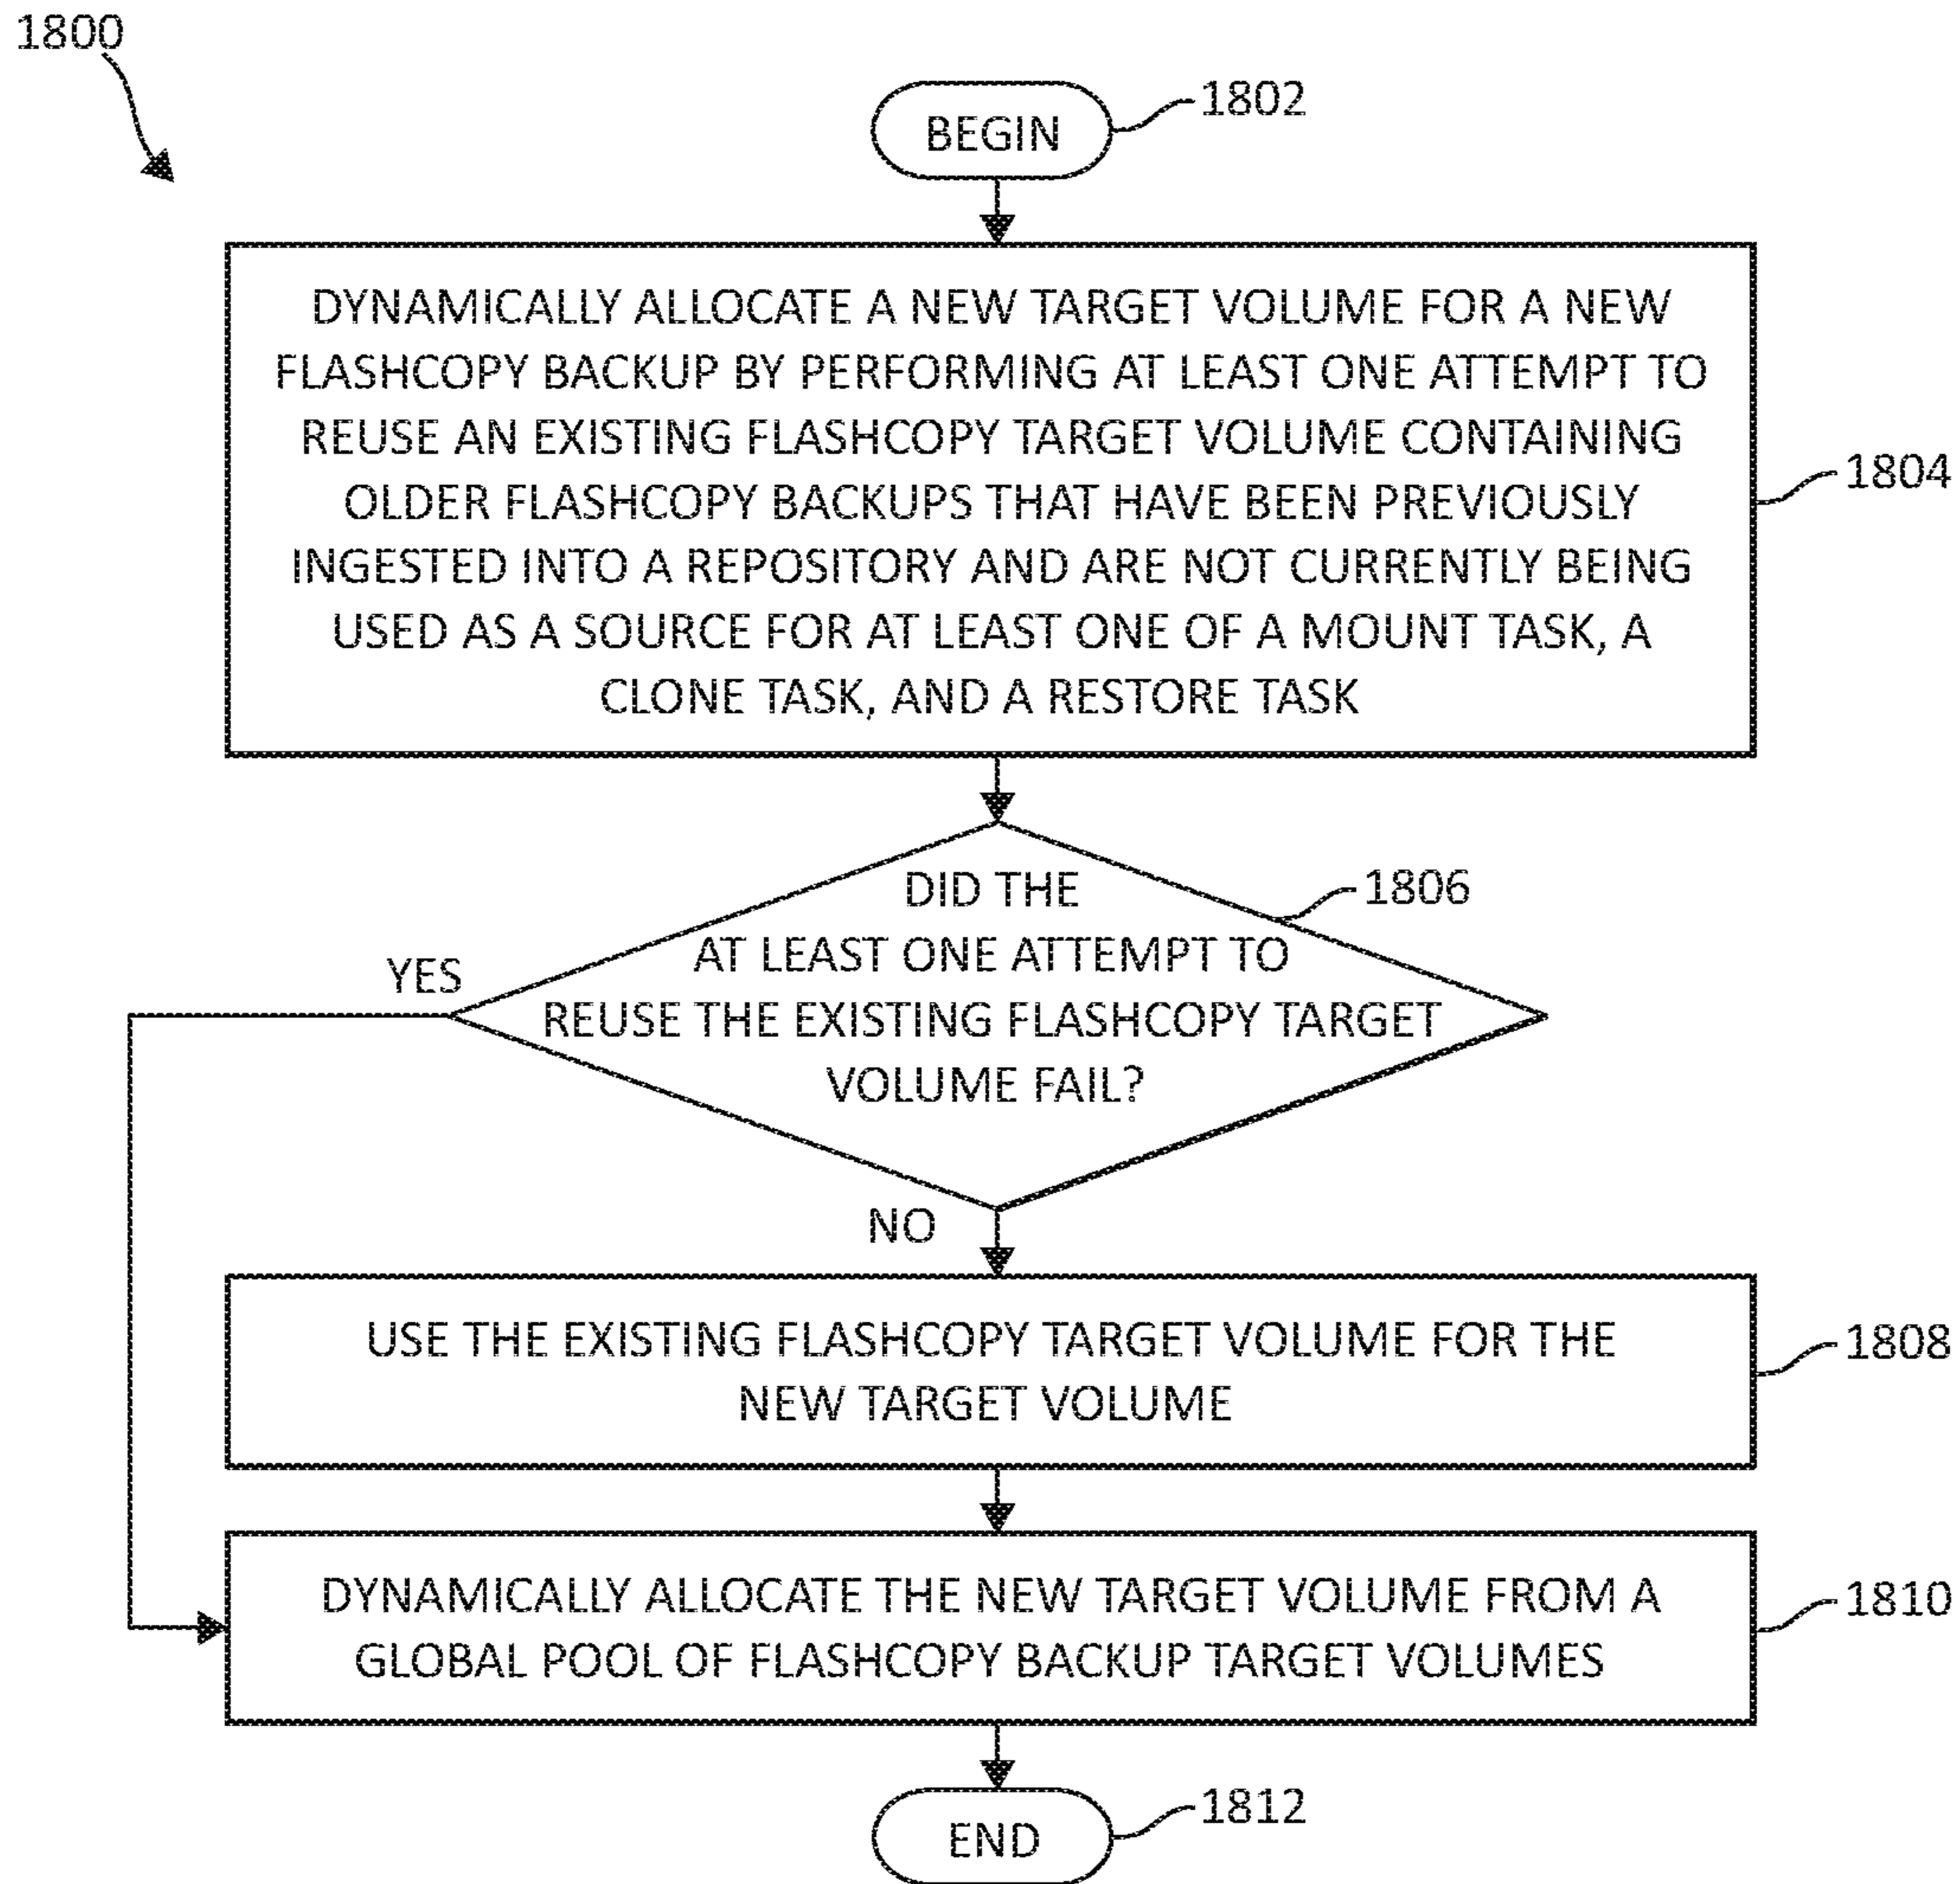 1800
BEGIN
1802
DYNAMICALLY ALLOCATE A NEW TARGET VOLUME FOR A NEW
FLASHCOPY BACKUP BY PERFORMING AT LEAST ONE ATTEMPT TO
REUSE AN EXISTING FLASHCOPY TARGET VOLUME CONTAINING
OLDER FLASHCOPY BACKUPS THAT HAVE BEEN PREVIOUSLY
INGESTED INTO A REPOSITORY AND ARE NOT CURRENTLY BEING
USED AS A SOURCE FOR AT LEAST ONE OF A MOUNT TASK, A
CLONE TASK, AND A RESTORE TASK
1804
DID THE
AT LEAST ONE ATTEMPT TO
REUSE THE EXISTING FLASHCOPY TARGET
VOLUME FAIL?
1806
YES
NO
USE THE EXISTING FLASHCOPY TARGET VOLUME FOR THE
NEW TARGET VOLUME
1808
DYNAMICALLY ALLOCATE THE NEW TARGET VOLUME FROM A
GLOBAL POOL OF FLASHCOPY BACKUP TARGET VOLUMES
1810
END
1812